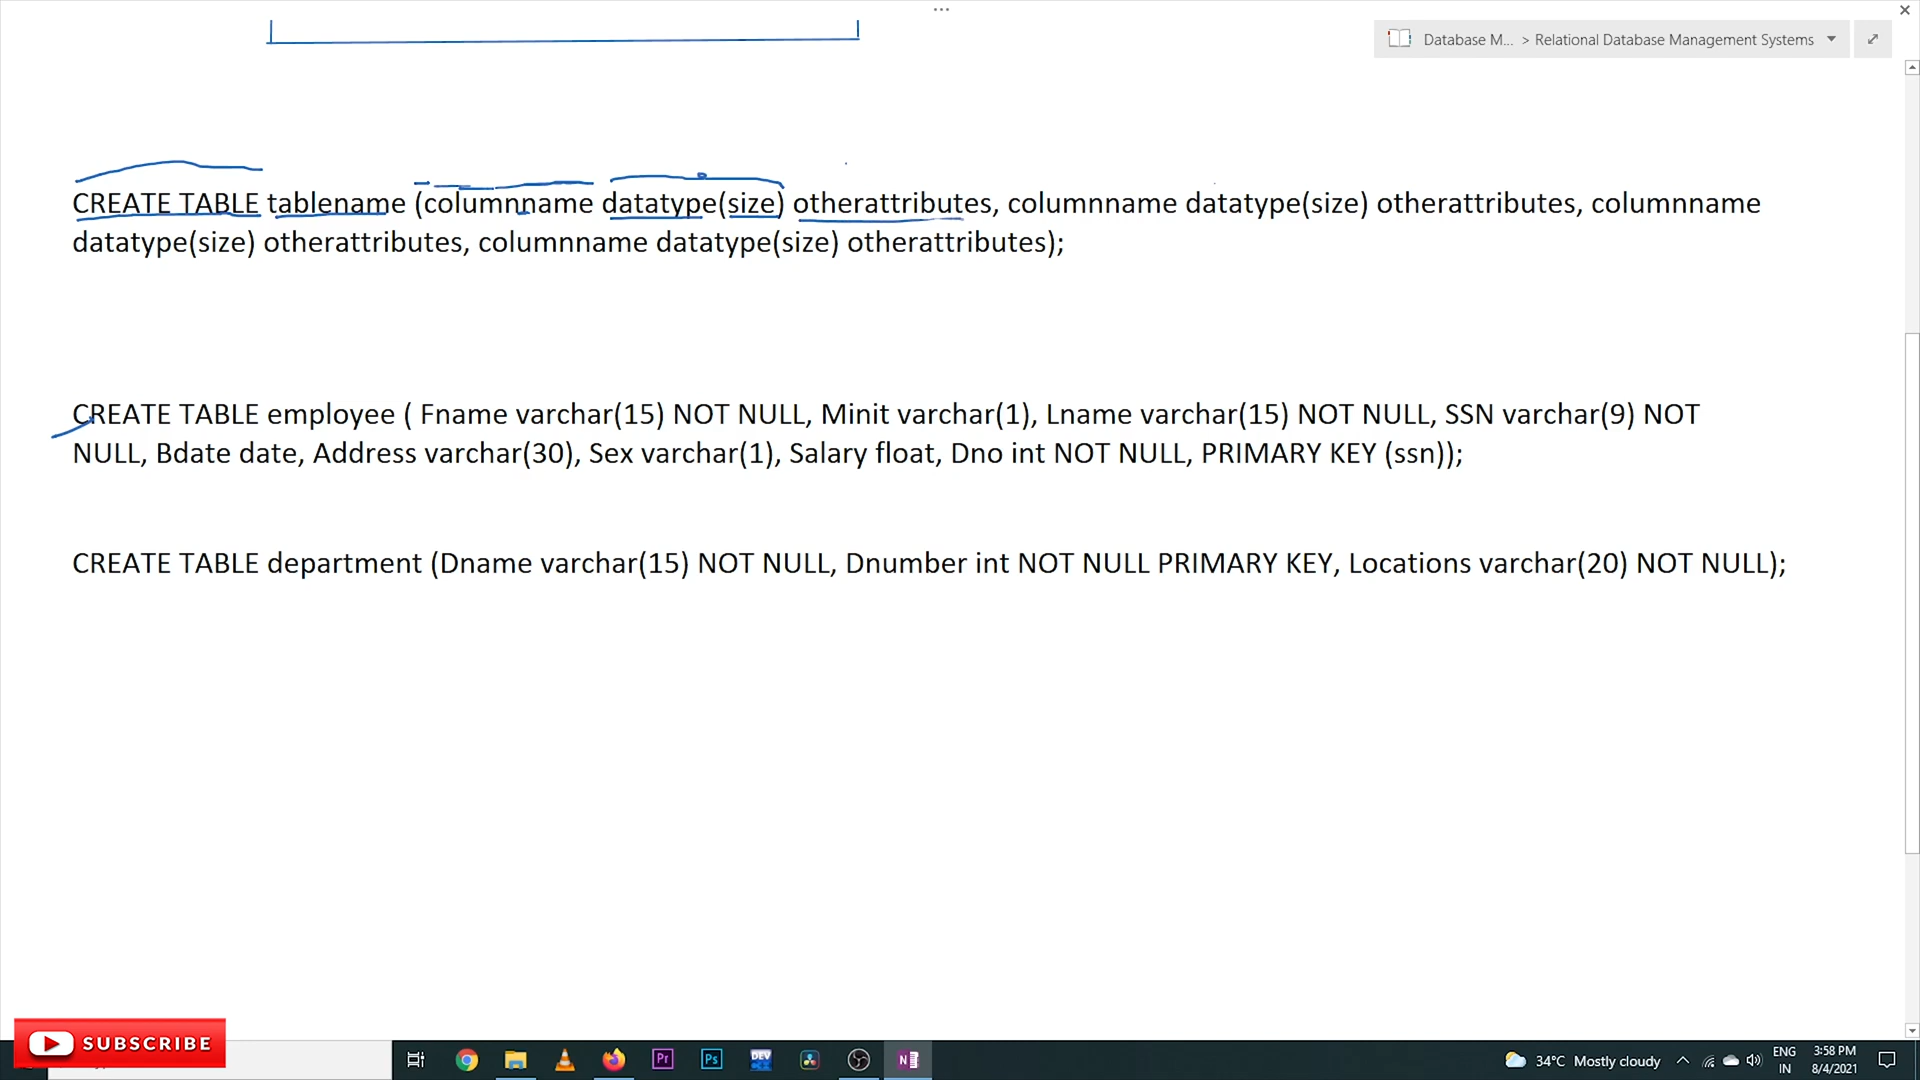 Database M... > Relational Database Management Systems
CREATE TABLE tablename (columnname datatype(size) otherattributes, columnname datatype(size) otherattributes, columnname
datatype(size) otherattributes, columnname datatype(size) otherattributes);
CREATE TABLE employee ( Fname varchar(15) NOT NULL, Minit varchar(1), Lname varchar(15) NOT NULL, SSN varchar(9) NOT
NULL, Bdate date, Address varchar(30), Sex varchar(1), Salary float, Dno int NOT NULL, PRIMARY KEY (ssn));
CREATE TABLE department (Dname varchar(15) NOT NULL, Dnumber int NOT NULL PRIMARY KEY, Locations varchar(20) NOT NULL);
SUBSCRIBE
Pr
Ps
DEV
N
34°C Mostly cloudy
ENG
IN
3:58 PM
8/4/2021